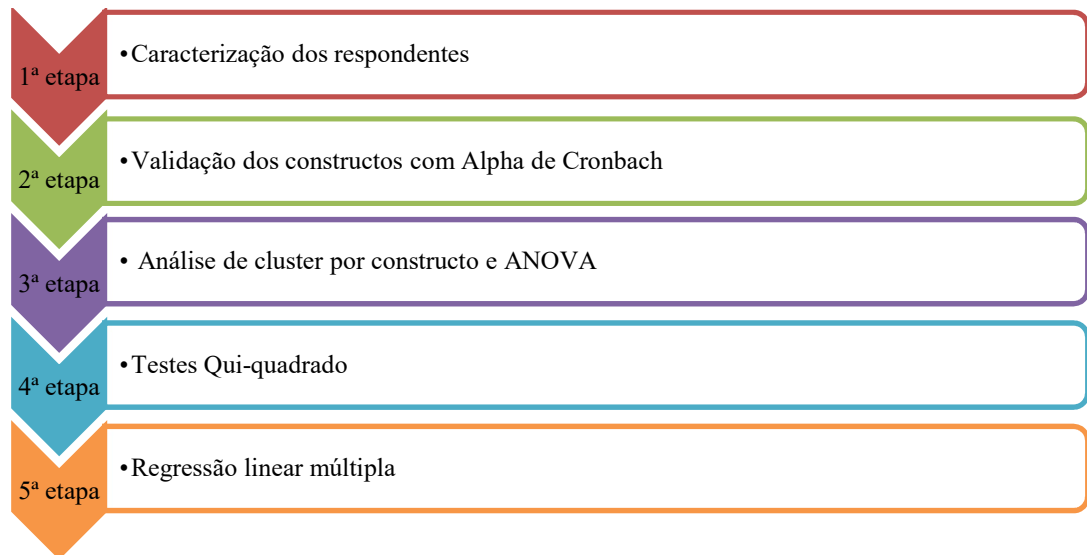 1ª etapa
•Caracterização dos respondentes
2ª etapa
•Validação dos constructos com Alpha de Cronbach
3ª etapa
• Análise de cluster por constructo e ANOVA
4ª etapa
•Testes Qui-quadrado
5ª etapa
•Regressão linear múltipla